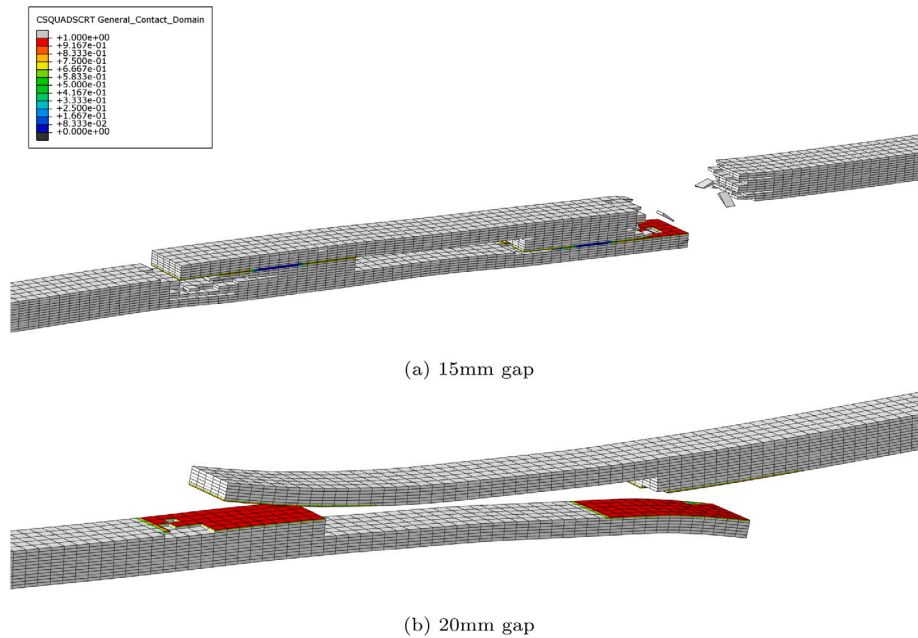 CSQUADSCRT General_Contact_Domain
+1.000e+00
+9.167e-01
+8.333e-01
+7.500e-01
+6.667e-01
+5.833e-01
+5.000e-01
+4.167e-01
+3.333e-01
+2.500e-01
+1.667e-01
+8.333e-02
+0.000e+00
(a) 15mm gap
(b) 20mm gap